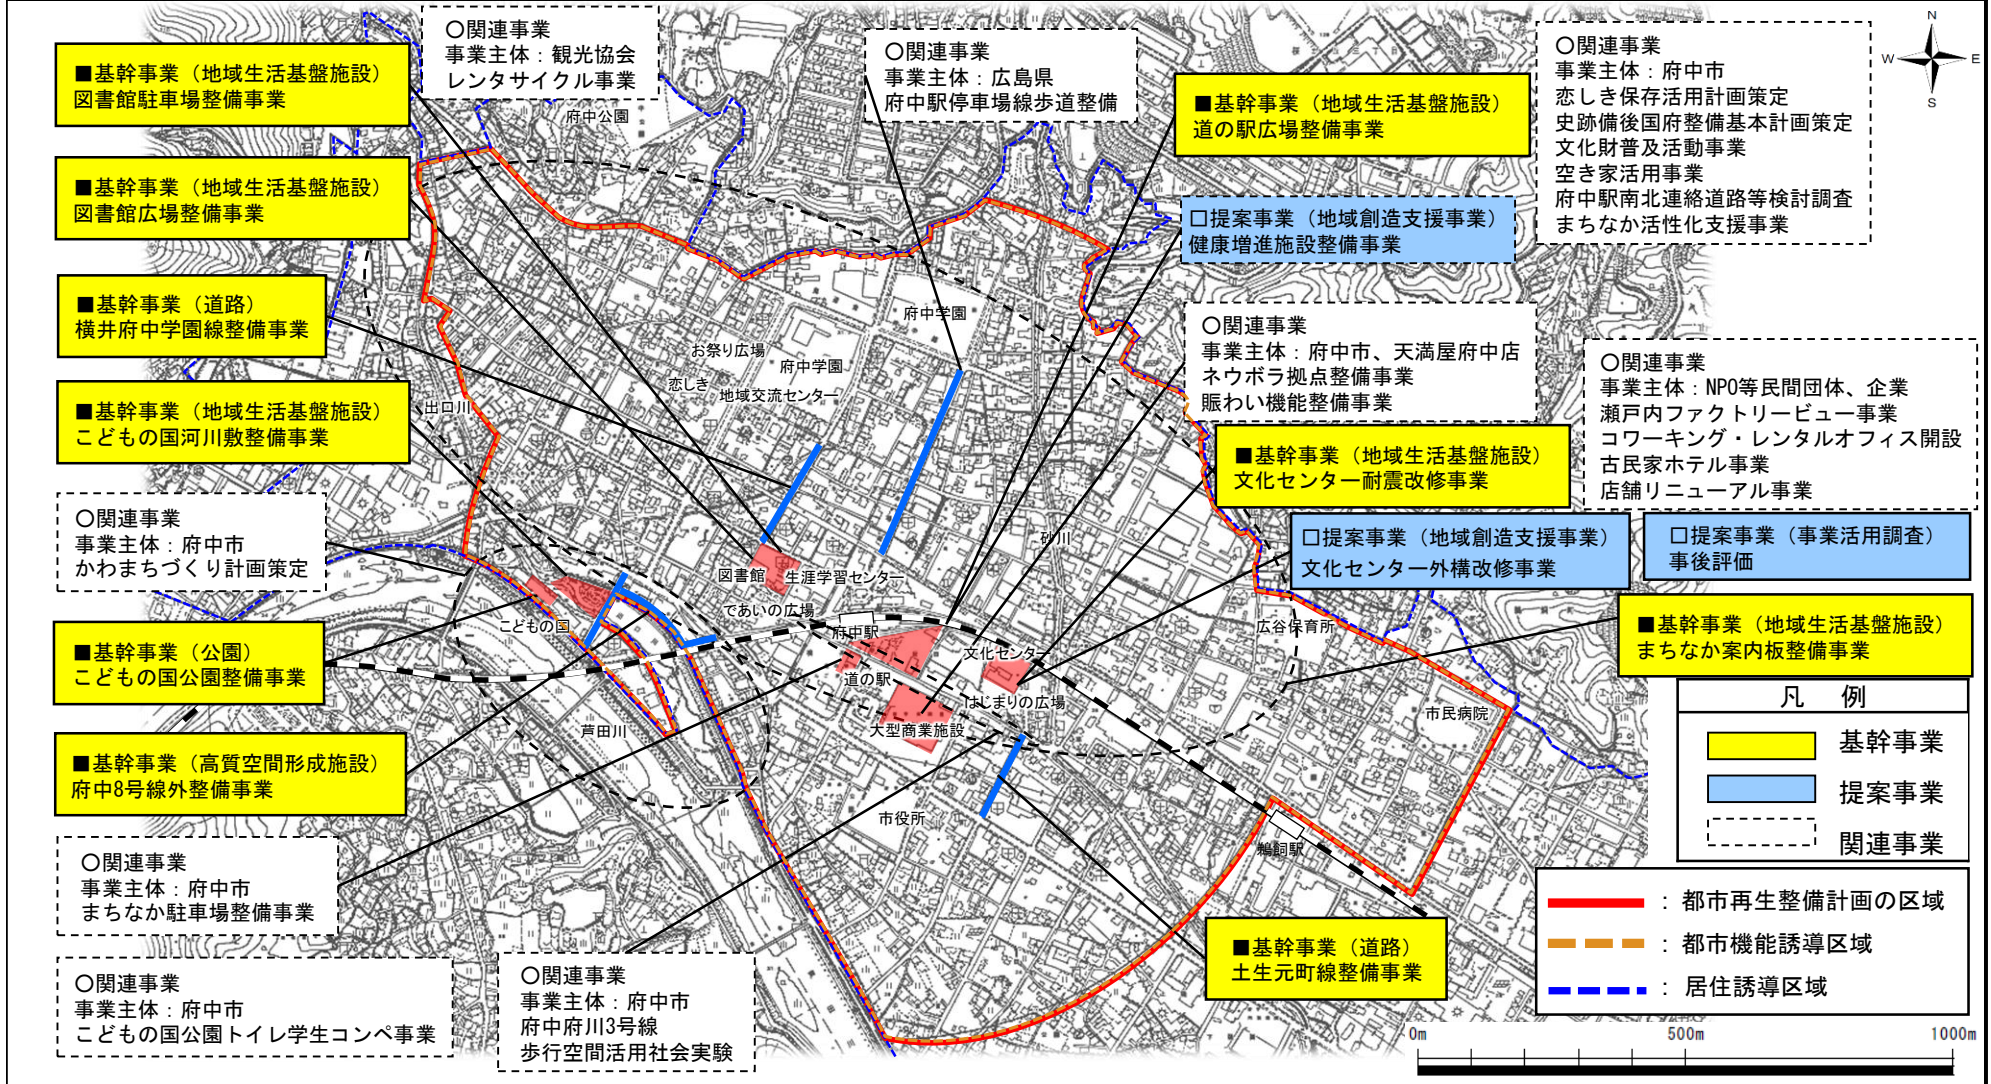 ■基幹事業（地域生活基盤施設）
図書館駐車場整備事業
○関連事業
事業主体：観光協会
レンタサイクル事業
○関連事業
事業主体：広島県
府中駅停車場線歩道整備
■基幹事業（地域生活基盤施設）
道の駅広場整備事業
○関連事業
事業主体：府中市
恋しき保存活用計画策定
史跡備後国府整備基本計画策定
文化財普及活動事業
空き家活用事業
府中駅南北連絡道路等検討調査
まちなか活性化支援事業
N
W
E
S
府中公園
■基幹事業（地域生活基盤施設）
図書館広場整備事業
□提案事業（地域創造支援事業）
健康増進施設整備事業
■基幹事業（道路）
横井府中学園線整備事業
府中学園
お祭り広場
府中学園
恋しき
地域交流センター
○関連事業
事業主体：府中市、天満屋府中店
ネウボラ拠点整備事業
賑わい機能整備事業
○関連事業
事業主体：NPO等民間団体、企業
瀬戸内ファクトリービュー事業
コワーキング・レンタルオフィス開設
古民家ホテル事業
店舗リニューアル事業
■基幹事業（地域生活基盤施設）
こどもの国河川敷整備事業
出口川
■基幹事業（地域生活基盤施設）
文化センター耐震改修事業
○関連事業
事業主体：府中市
かわまちづくり計画策定
砂川
□提案事業（地域創造支援事業）
文化センター外構改修事業
□提案事業（事業活用調査）
事後評価
図書館
生涯学習センター
であいの広場
こどもの国
府中駅
広谷保育所
文化センター
道の駅
はじまりの広場
大型商業施設
市民病院
■基幹事業（公園）
こどもの国公園整備事業
■基幹事業（地域生活基盤施設）
まちなか案内板整備事業
芦田川
■基幹事業（高質空間形成施設）
府中8号線外整備事業
凡 例
基幹事業
提案事業
関連事業
市役所
鵜飼駅
○関連事業
事業主体：府中市
まちなか駐車場整備事業
■基幹事業（道路）
土生元町線整備事業
：都市再生整備計画の区域
：都市機能誘導区域
：居住誘導区域
○関連事業
事業主体：府中市
こどもの国公園トイレ学生コンペ事業
○関連事業
事業主体：府中市
府中府川3号線
歩行空間活用社会実験
0m
500m
1000m